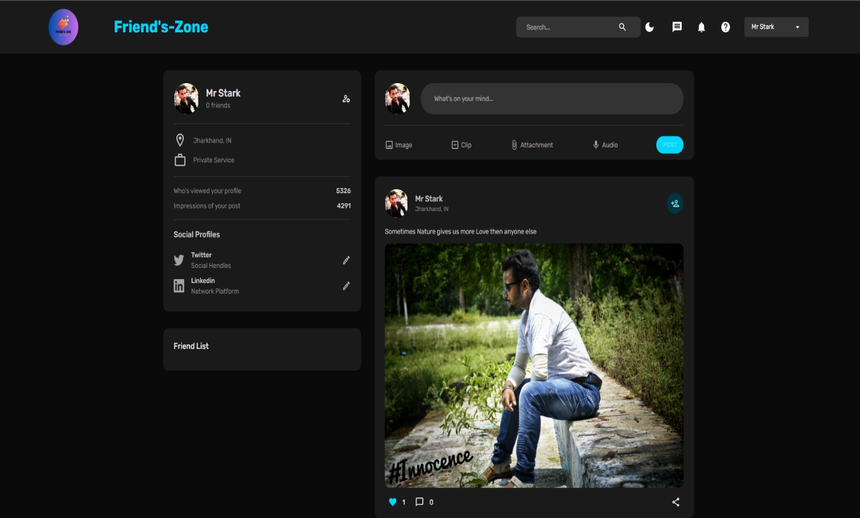 Friend's-Zone
Search...
Mr Stark
Mr Stark
0 friends
Jharkhand, IN
Private Service
Who's viewed your profile 5326
Impressions of your post 4291
Social Profiles
Twitter
Social Hendles
Linkedin
Network Platform
Friend List
What's on your mind...
Image Clip Attachment Audio POST
Mr Stark
Jharkhand, IN
Sometimes Nature gives us more Love then anyone else
#Innocence
1 0